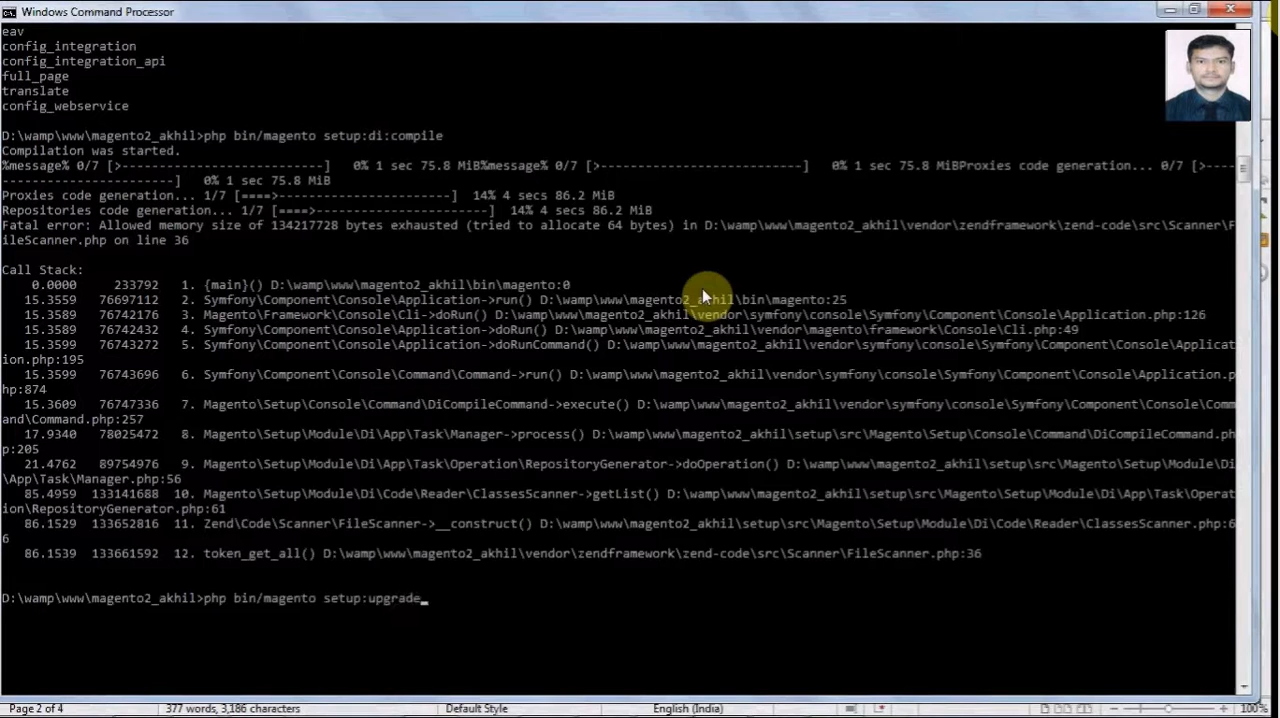 Windows Command Processor
eav
config_integration
config_integration_api
full_page
translate
config_webservice
D:\wamp\www\magento2_akhil>php bin/magento setup:di:compile
Compilation was started.
%message% 0/7 [>---------------------------]   0% 1 sec 75.8 MiB%message% 0/7 [>---------------------------]   0% 1 sec 75.8 MiBProxies code generation... 0/7 [>----
-----------------------]   0% 1 sec 75.8 MiB
Proxies code generation... 1/7 [====>-----------------------]  14% 4 secs 86.2 MiB
Repositories code generation... 1/7 [====>-----------------------]  14% 4 secs 86.2 MiB
Fatal error: Allowed memory size of 134217728 bytes exhausted (tried to allocate 64 bytes) in D:\wamp\www\magento2_akhil\vendor\zendframework\zend-code\src\Scanner\F
ileScanner.php on line 36
Call Stack:
0.0000     233792   1. {main}() D:\wamp\www\magento2_akhil\bin\magento:0
15.3559   76697112   2. Symfony\Component\Console\Application->run() D:\wamp\www\magento2_akhil\bin\magento:25
15.3589   76742176   3. Magento\Framework\Console\Cli->doRun() D:\wamp\www\magento2_akhil\vendor\symfony\console\Symfony\Component\Console\Application.php:126
15.3589   76742432   4. Symfony\Component\Console\Application->doRun() D:\wamp\www\magento2_akhil\vendor\magento\framework\Console\Cli.php:49
15.3589   76743272   5. Symfony\Component\Console\Application->doRunCommand() D:\wamp\www\magento2_akhil\vendor\symfony\console\Symfony\Component\Console\Applicat
ion.php:195
15.3599   76743696   6. Symfony\Component\Console\Command\Command->run() D:\wamp\www\magento2_akhil\vendor\symfony\console\Symfony\Component\Console\Application.p
hp:874
15.3609   76747336   7. Magento\Setup\Console\Command\DiCompileCommand->execute() D:\wamp\www\magento2_akhil\vendor\symfony\console\Symfony\Component\Console\Comm
and\Command.php:257
17.9340   78025472   8. Magento\Setup\Module\Di\App\Task\Manager->process() D:\wamp\www\magento2_akhil\setup\src\Magento\Setup\Console\Command\DiCompileCommand.ph
p:205
21.4762   89754976   9. Magento\Setup\Module\Di\App\Task\Operation\RepositoryGenerator->doOperation() D:\wamp\www\magento2_akhil\setup\src\Magento\Setup\Module\Di
\App\Task\Manager.php:56
85.4959  133141688  10. Magento\Setup\Module\Di\Code\Reader\ClassesScanner->getList() D:\wamp\www\magento2_akhil\setup\src\Magento\Setup\Module\Di\App\Task\Operat
ion\RepositoryGenerator.php:61
86.1529  133652816  11. Zend\Code\Scanner\FileScanner->__construct() D:\wamp\www\magento2_akhil\setup\src\Magento\Setup\Module\Di\Code\Reader\ClassesScanner.php:6
6
86.1539  133661592  12. token_get_all() D:\wamp\www\magento2_akhil\vendor\zendframework\zend-code\src\Scanner\FileScanner.php:36
D:\wamp\www\magento2_akhil>php bin/magento setup:upgrade_
Page 2 of 4   377 words, 3,186 characters   Default Style   English (India)   100%